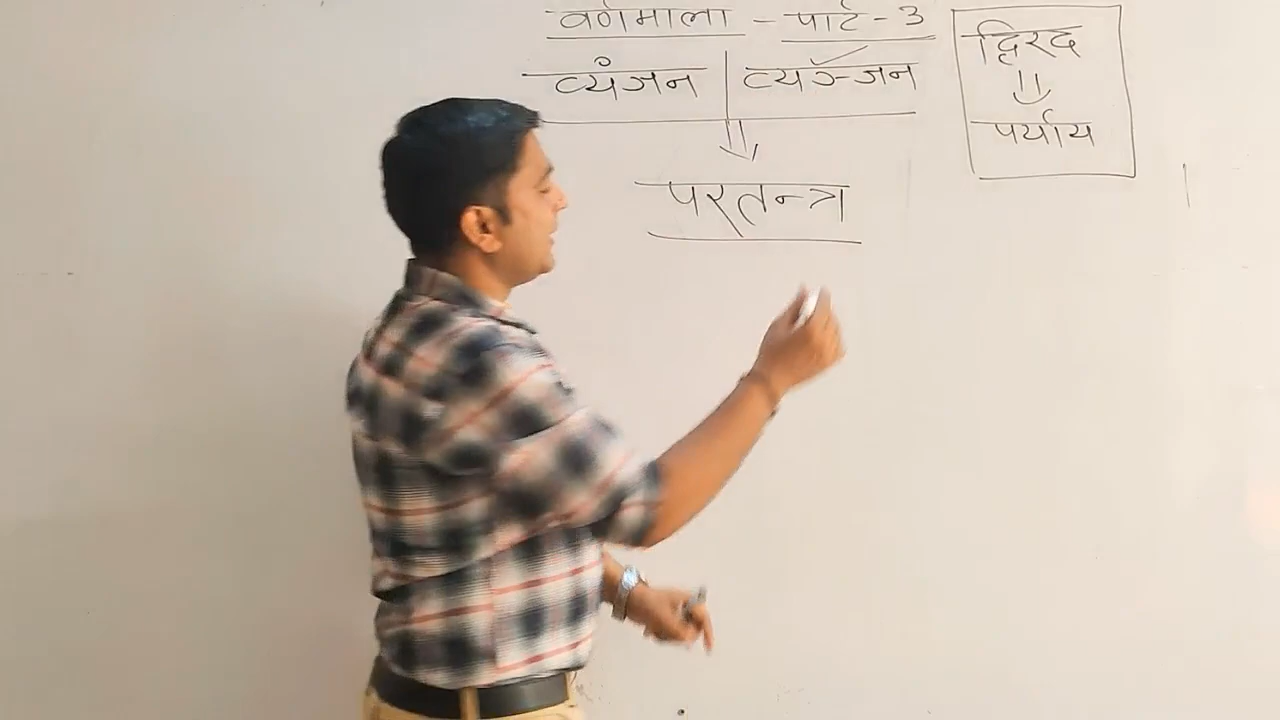 वर्णमाला - पार्ट - 3
व्यंजन | व्यञ्जन
परतन्त्र
द्विरद
पर्याय